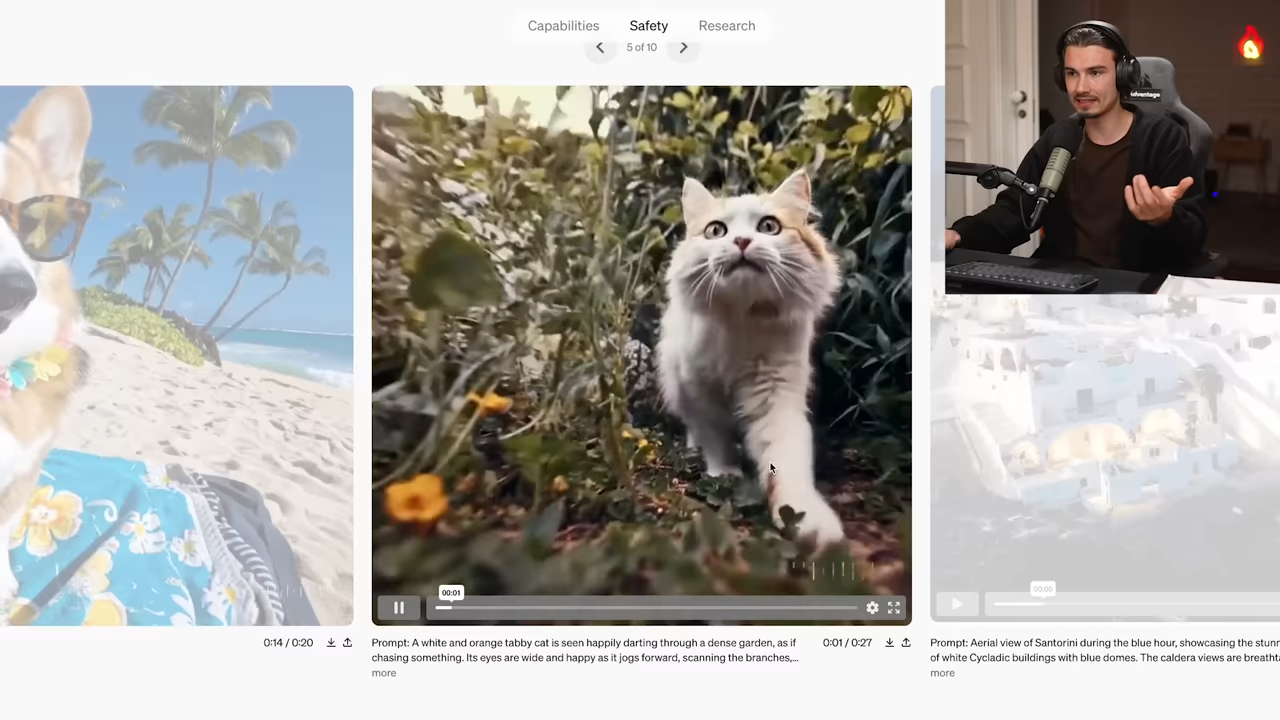 Capabilities Safety Research
5 of 10
advantage
00:01
00:00
0:14 / 0:20
Prompt: A white and orange tabby cat is seen happily darting through a dense garden, as if
chasing something. Its eyes are wide and happy as it jogs forward, scanning the branches,...
more
0:01 / 0:27
Prompt: Aerial view of Santorini during the blue hour, showcasing the
of white Cycladic buildings with blue domes. The caldera views are
more